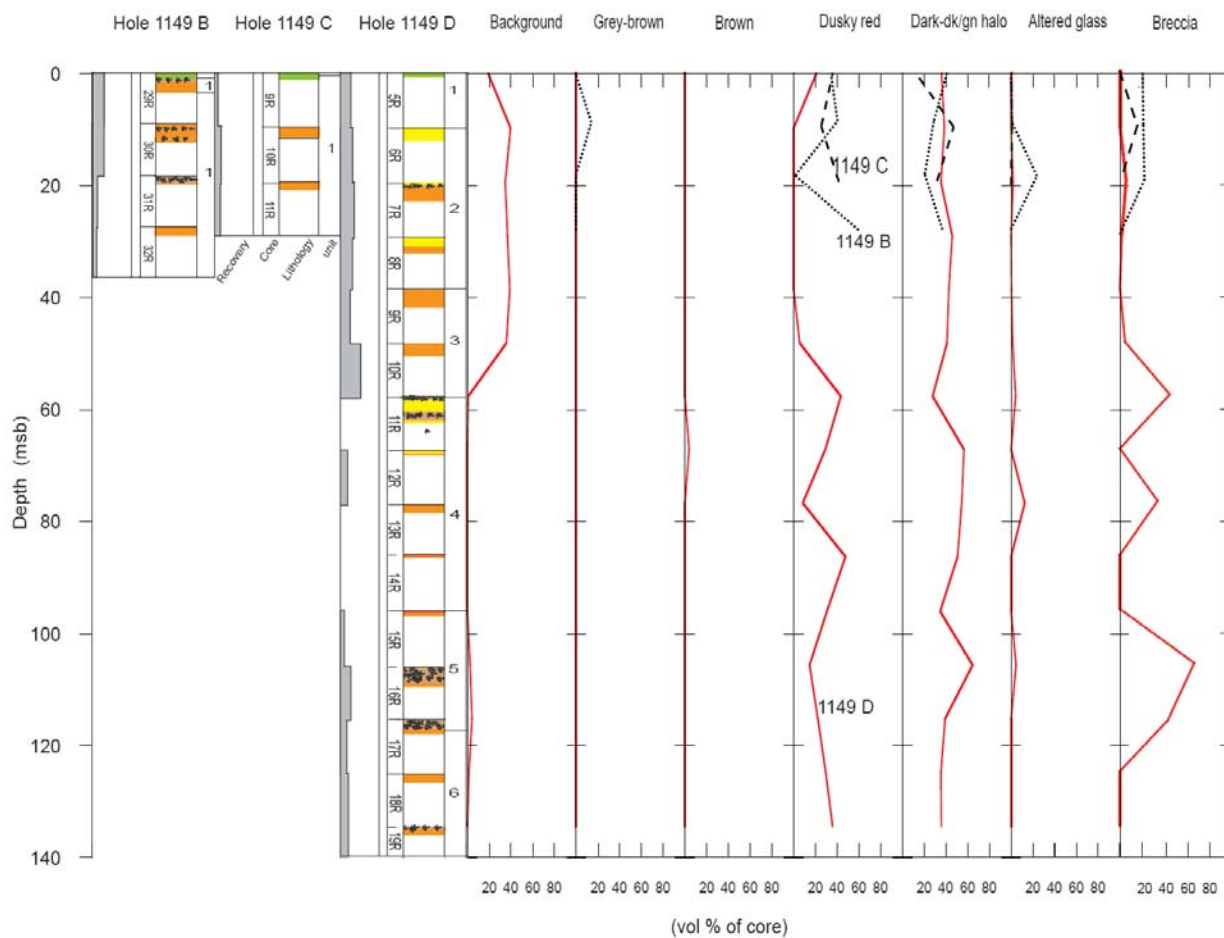 Hole 1149 B Hole 1149 C Hole 1149 D Background Grey-brown Brown Dusky red Dark-dk/gn halo Altered glass Breccia
0
20
40
60
80
100
120
140
Depth (msb)
29R
30R
31R
32R
1
1
9R
10R
11R
1
Recovery
Core
Lithology
unit
5R
6R
7R
8R
9R
10R
11R
12R
13R
14R
15R
16R
17R
18R
19R
1
2
3
4
5
6
1149 C
1149 B
1149 D
20 40 60 80 20 40 60 80 20 40 60 80 20 40 60 80 20 40 60 80 20 40 60 80 20 40 60 80
(vol % of core)